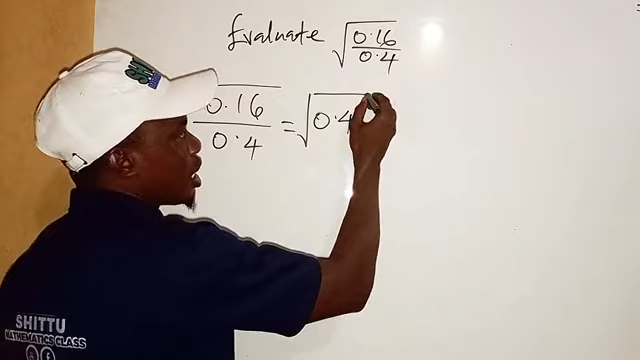 Evaluate √(0.16/0.4)
0.16/0.4 = √0.4
SHITTU
MATHEMATICS CLASS